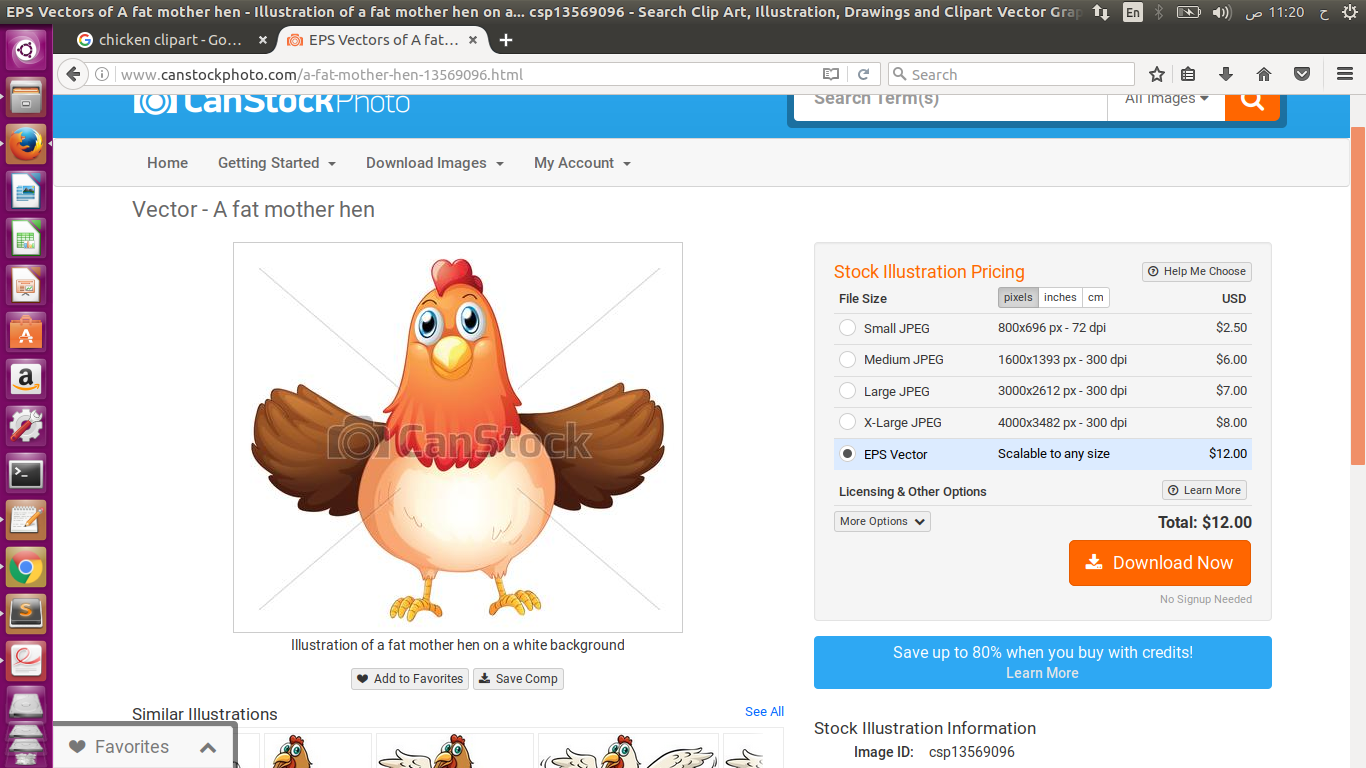 EPS Vectors of A fat mother hen - Illustration of a fat mother hen on a... csp13569096 - Search Clip Art, Illustration, Drawings and Clipart Vector Grap
En
ح 11:20 ص
chicken clipart - Go... ×
EPS Vectors of A fat... ×
www.canstockphoto.com/a-fat-mother-hen-13569096.html
Search
CanStockPhoto
Search Term(s)
All Images
Home
Getting Started
Download Images
My Account
Vector - A fat mother hen
CanStock
Illustration of a fat mother hen on a white background
Add to Favorites
Save Comp
Similar Illustrations
See All
Stock Illustration Pricing
Help Me Choose
File Size pixels inches cm USD
Small JPEG 800x696 px - 72 dpi $2.50
Medium JPEG 1600x1393 px - 300 dpi $6.00
Large JPEG 3000x2612 px - 300 dpi $7.00
X-Large JPEG 4000x3482 px - 300 dpi $8.00
EPS Vector Scalable to any size $12.00
Licensing & Other Options
Learn More
More Options
Total: $12.00
Download Now
No Signup Needed
Save up to 80% when you buy with credits!
Learn More
Stock Illustration Information
Image ID: csp13569096
Favorites